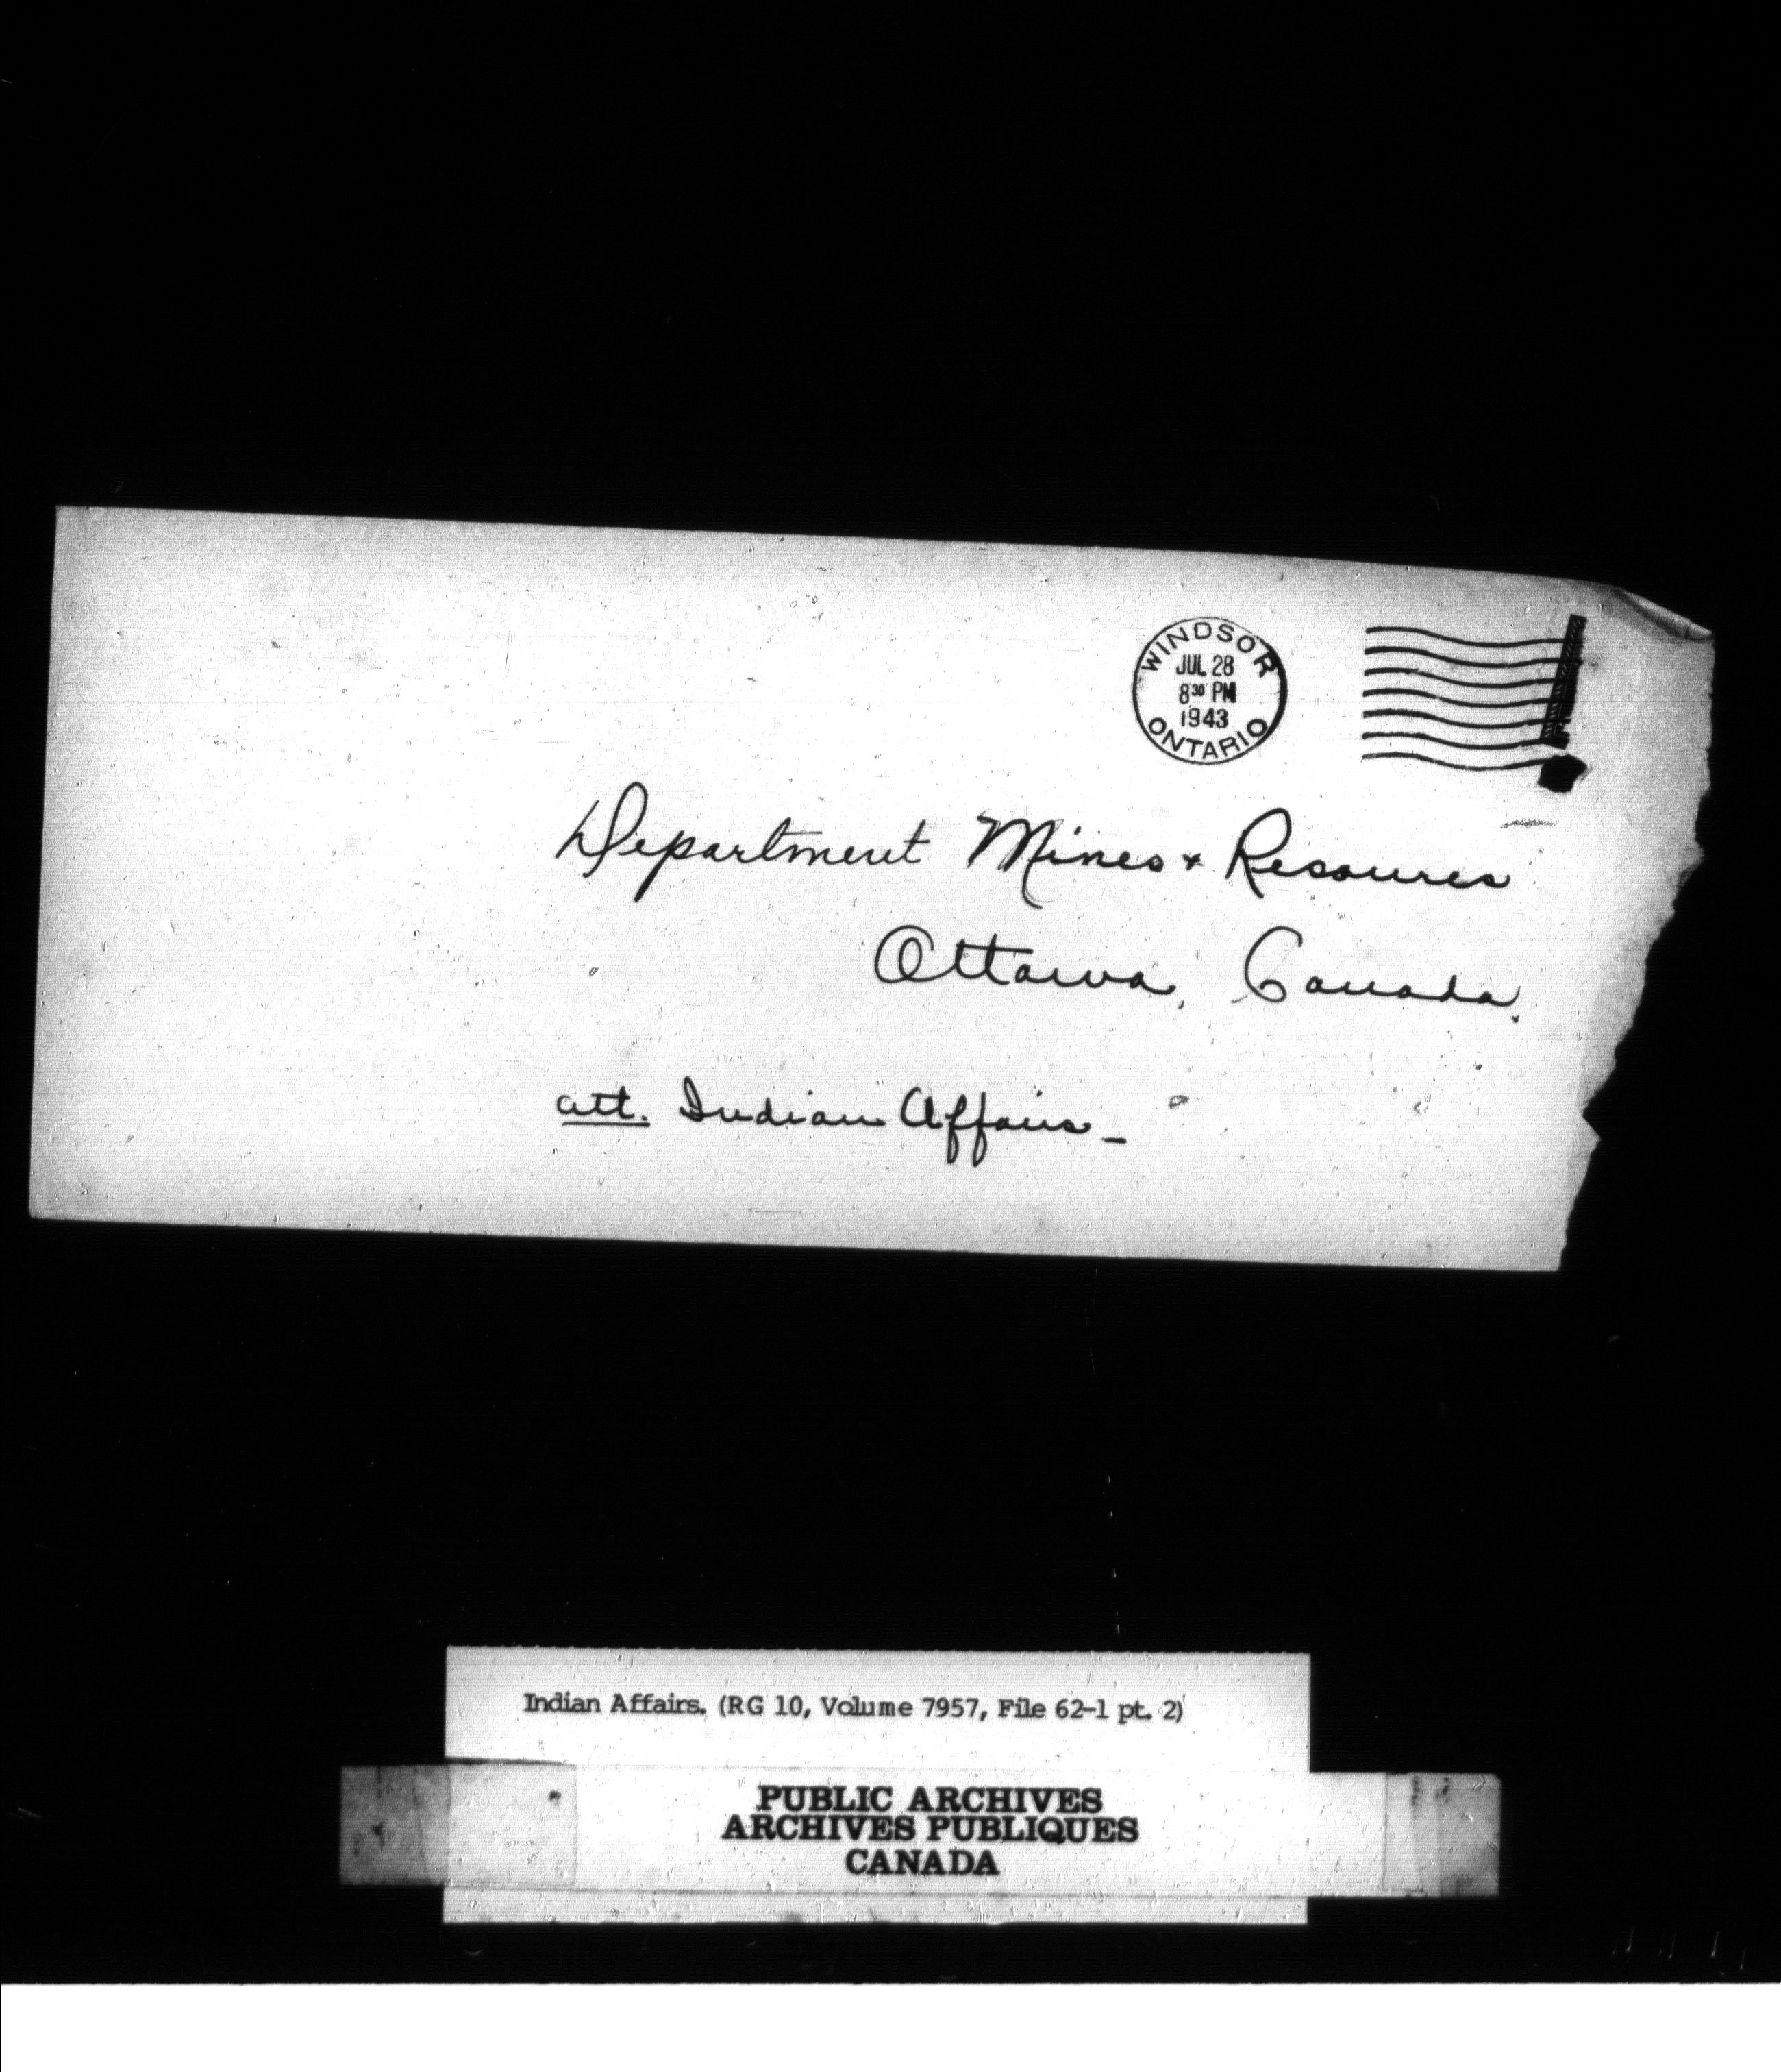 WINDSOR
JUL 28
8³⁰ PM
1943
ONTARIO
Department Mines & Resources
Ottawa, Canada.
att. Indian Affairs-
Indian Affairs. (RG 10, Volume 7957, File 62-1 pt. 2)
PUBLIC ARCHIVES
ARCHIVES PUBLIQUES
CANADA